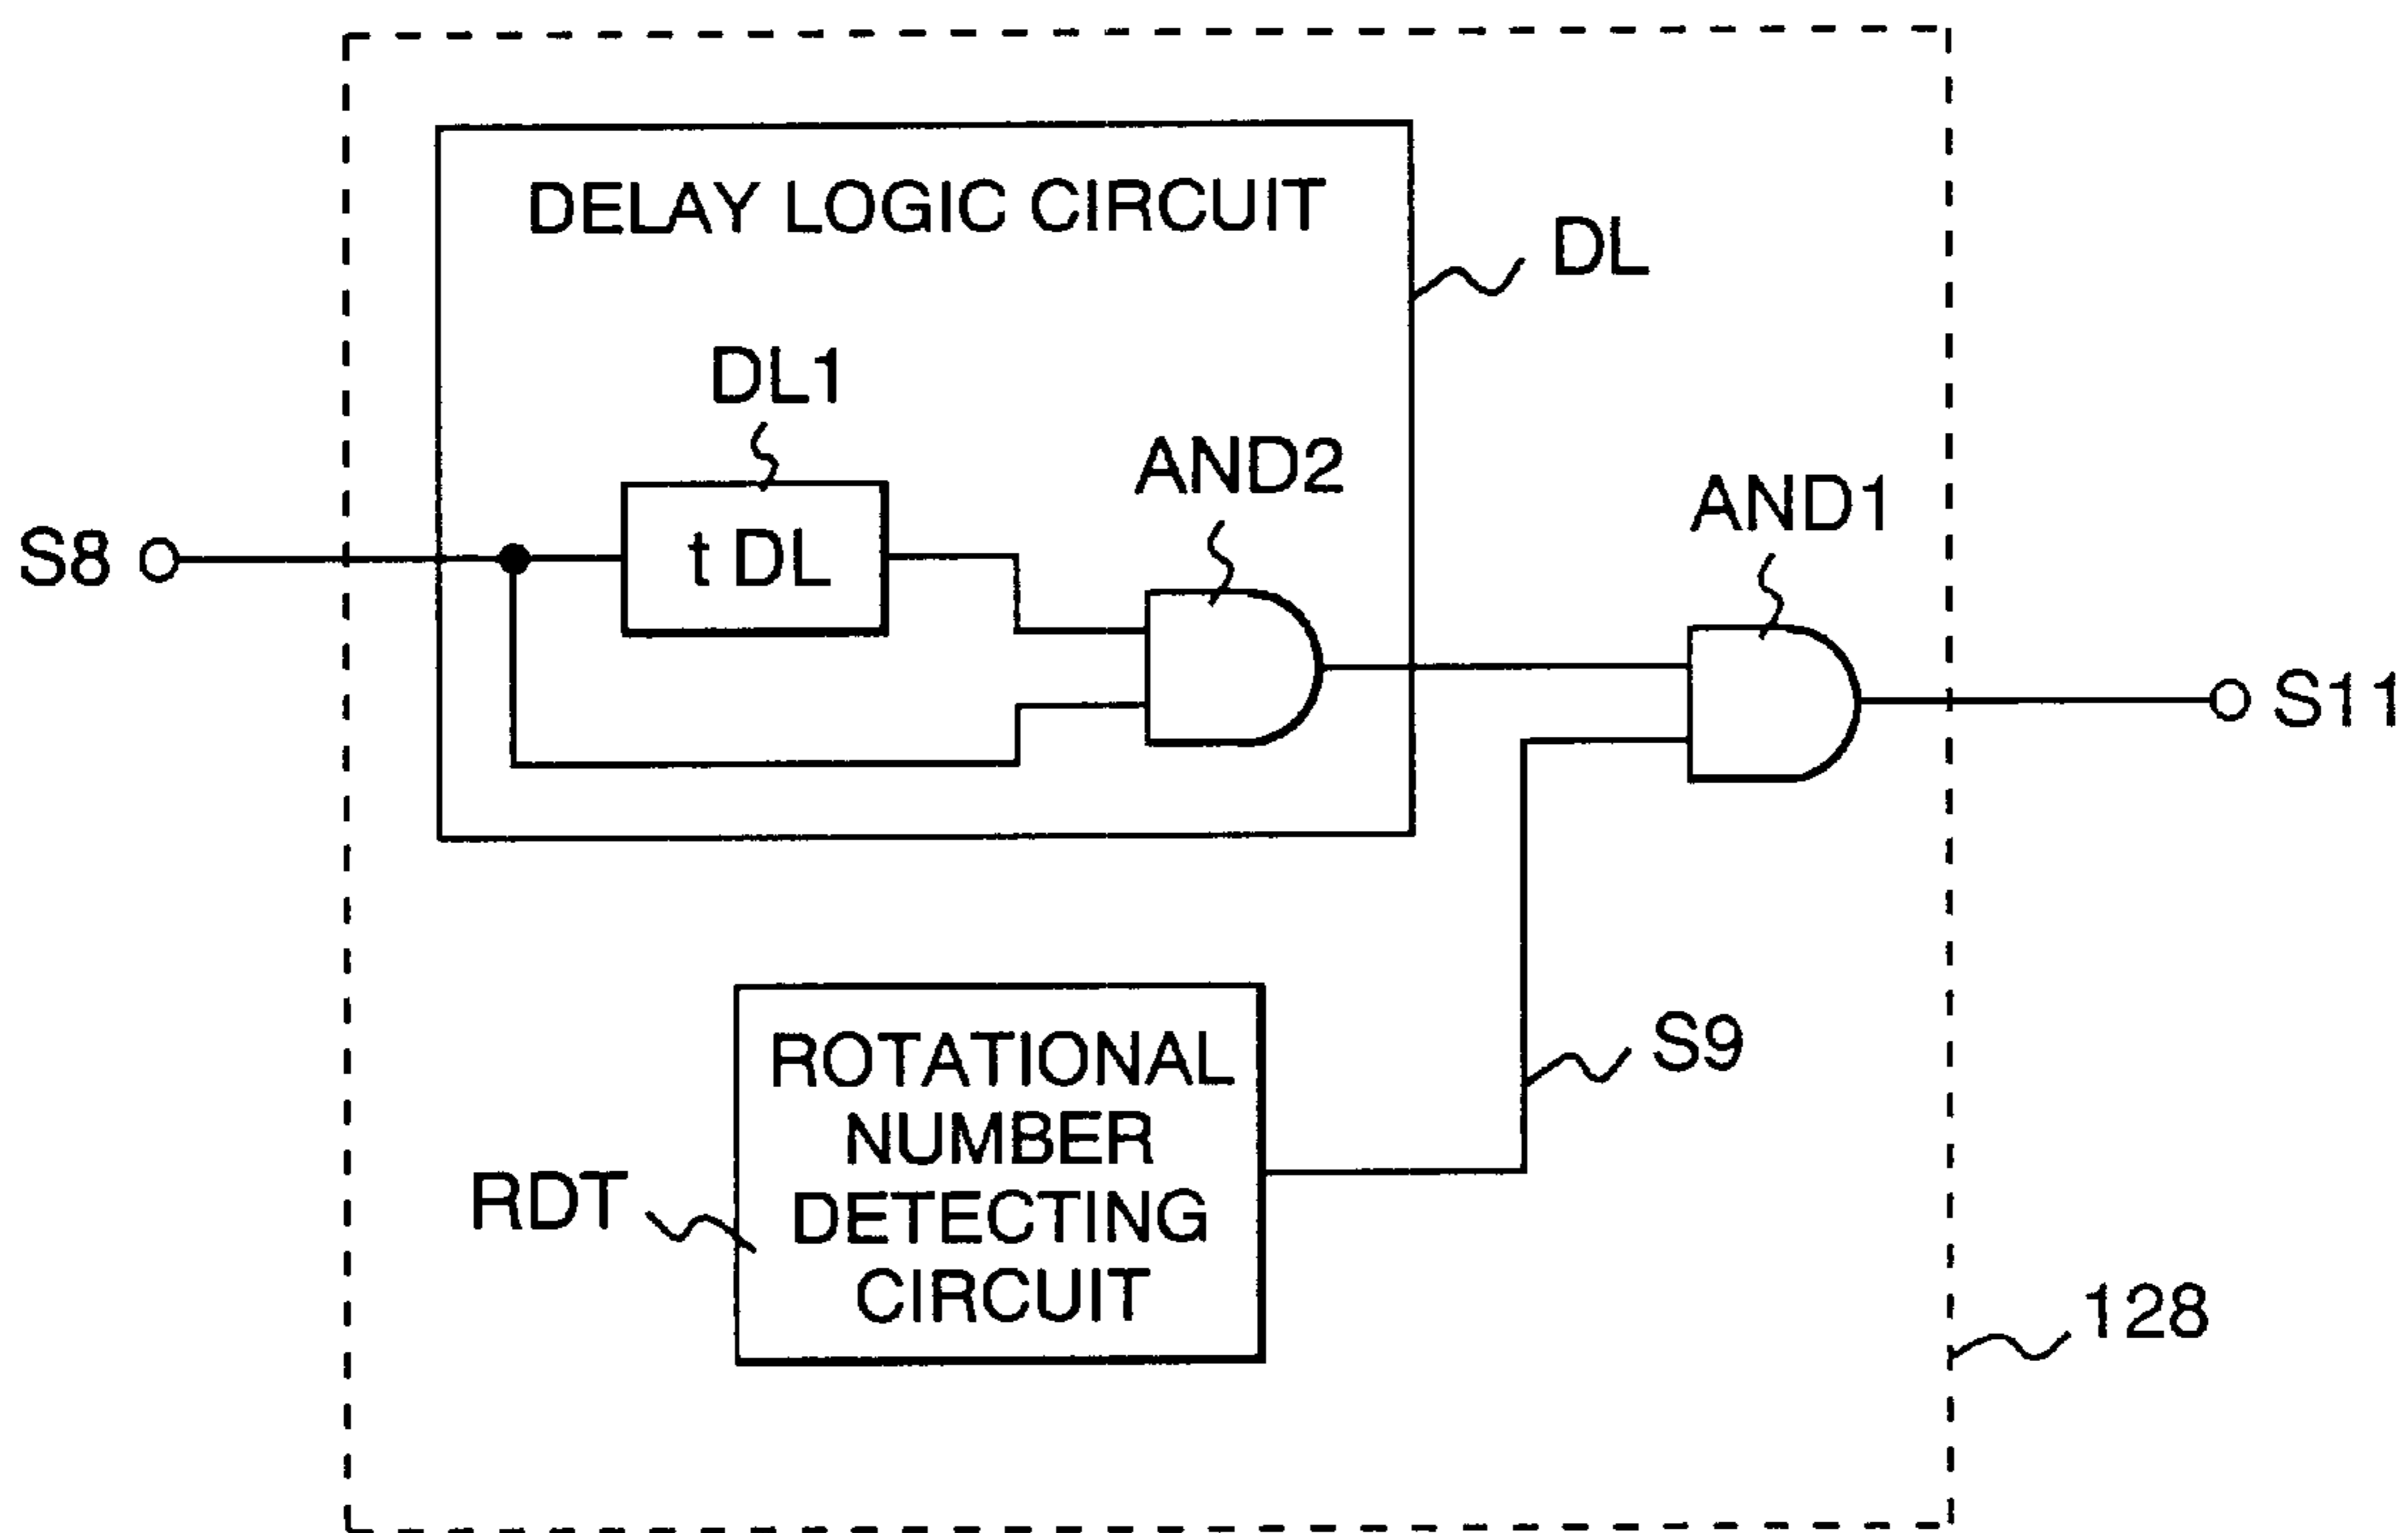 DELAY LOGIC CIRCUIT
DL
DL1
AND2
AND1
S8
t DL
S11
ROTATIONAL
NUMBER
DETECTING
CIRCUIT
S9
RDT
128